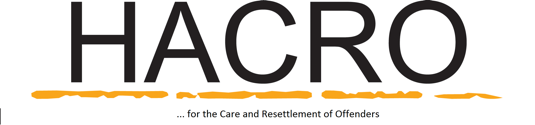 HACRO
... for the Care and Resettlement of Offenders